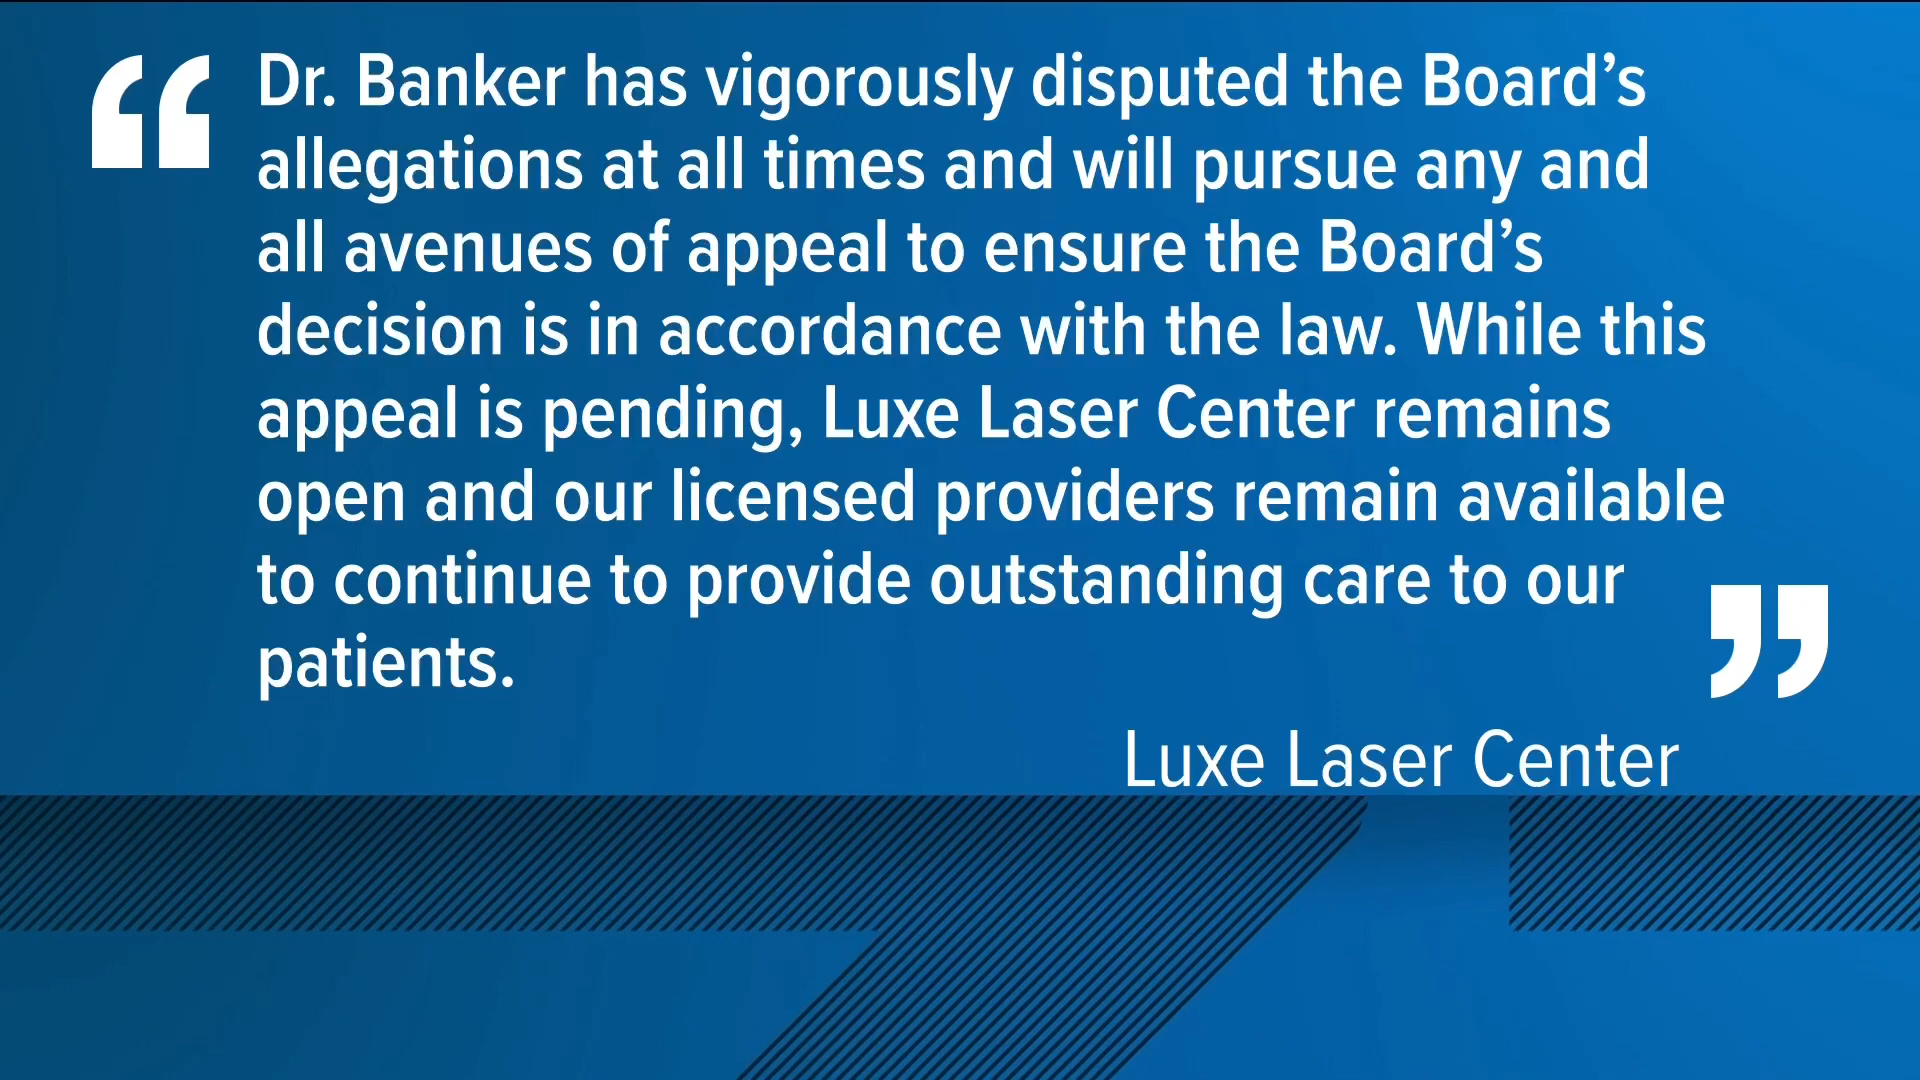 “Dr. Banker has vigorously disputed the Board’s
allegations at all times and will pursue any and
all avenues of appeal to ensure the Board’s
decision is in accordance with the law. While this
appeal is pending, Luxe Laser Center remains
open and our licensed providers remain available
to continue to provide outstanding care to our
patients.”
Luxe Laser Center